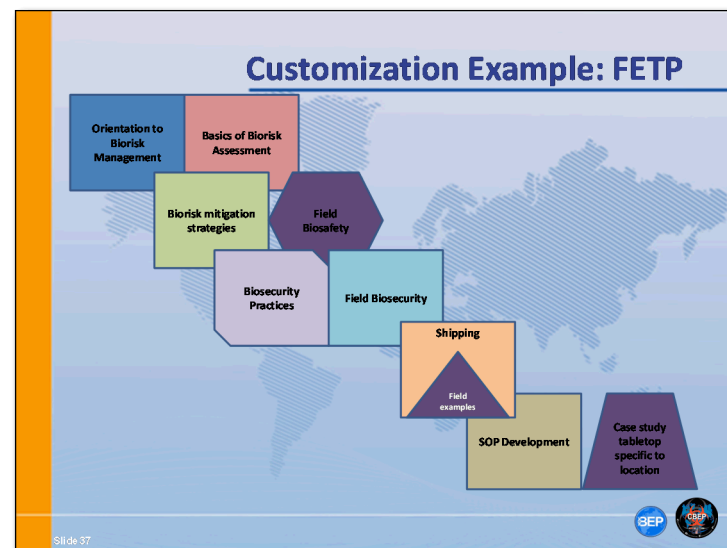 Customization Example: FETP
Orientation to
Biorisk
Management
Basics of Biorisk
Assessment
Biorisk mitigation
strategies
Field
Biosafety
Biosecurity
Practices
Field Biosecurity
Shipping
Field
examples
SOP Development
Case study
tabletop
specific to
location
BEP
CBEP
Slide 37